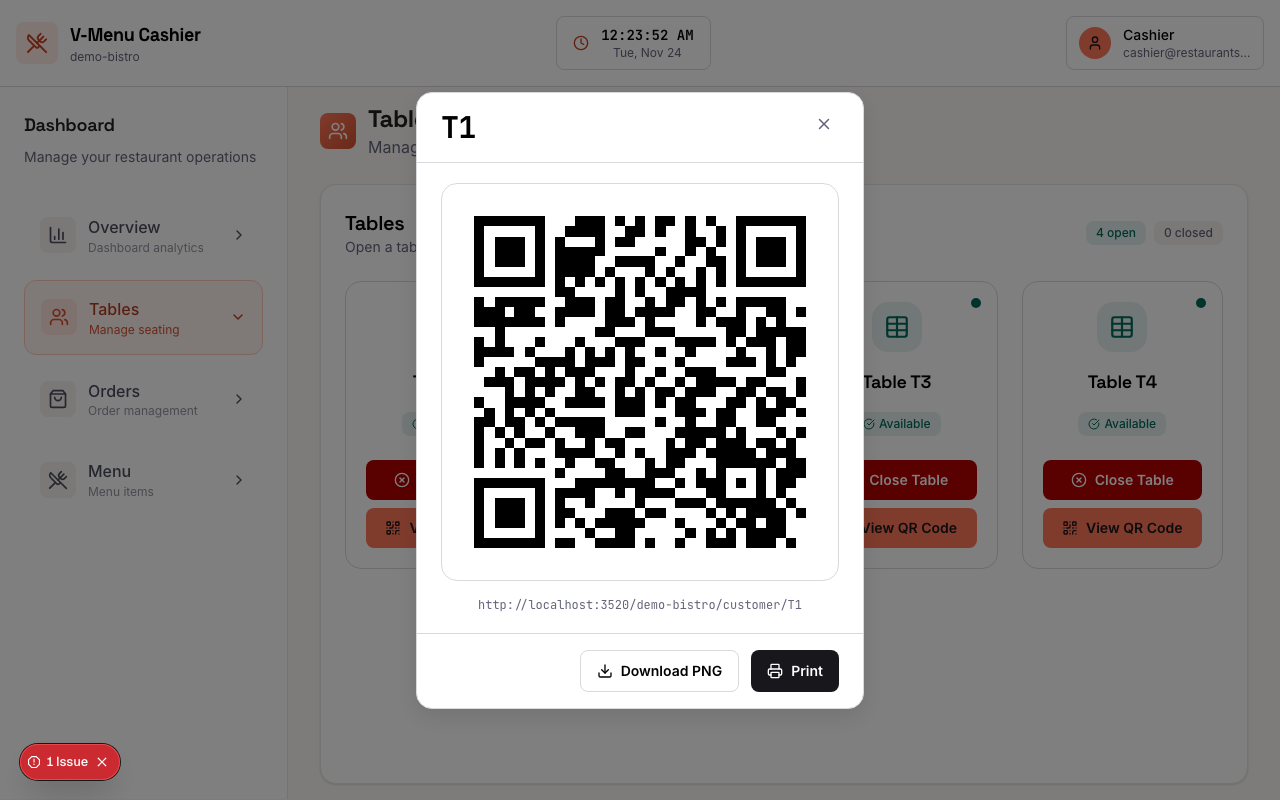 V-Menu Cashier
demo-bistro
12:23:52 AM
Tue, Nov 24
Cashier
cashier@restaurants...
Dashboard
Manage your restaurant operations
Overview
Dashboard analytics
Tables
Manage seating
Orders
Order management
Menu
Menu items
Tables
Open a
4 open
0 closed
Table T3
Available
Close Table
View QR Code
Table T4
Available
Close Table
View QR Code
T1
http://localhost:3520/demo-bistro/customer/T1
Download PNG
Print
1 Issue